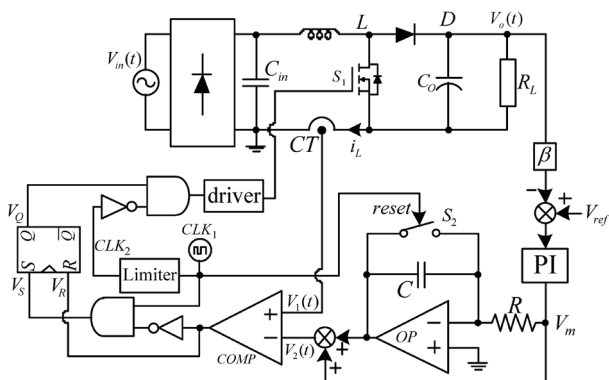 L
D
V_o(t)
V_in(t)
C_in
S_1
C_O
R_L
CT
i_L
β
driver
V_Q
Q
Q̅
CLK_1
reset
S_2
−
+
V_ref
CLK_2
S
R
Limiter
V_S
V_R
V_1(t)
C
PI
+
−
V_2(t)
COMP
+
+
−
OP
+
R
V_m